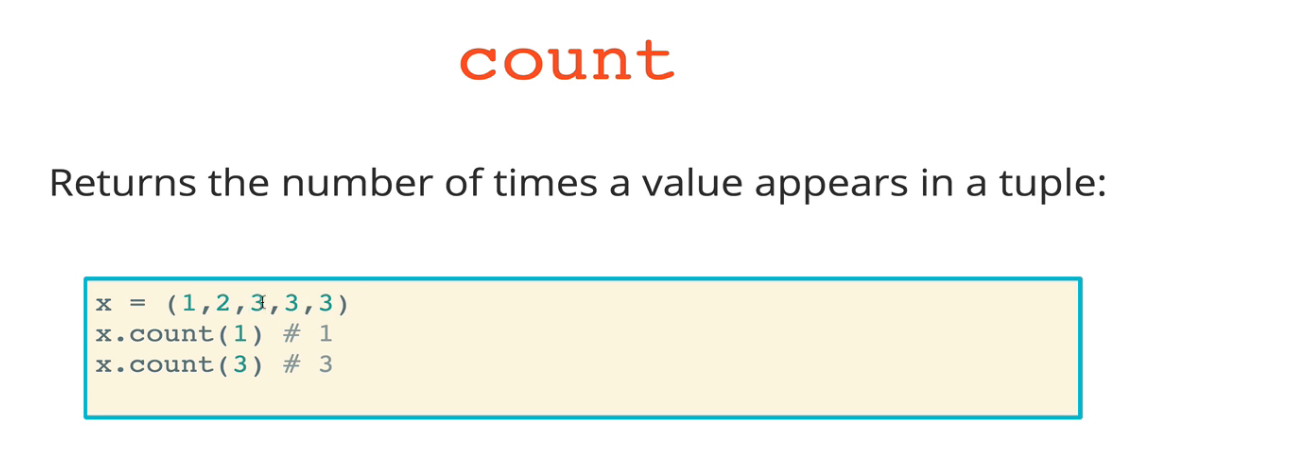 count
Returns the number of times a value appears in a tuple:
x = (1,2,3,3,3)
x.count(1) # 1
x.count(3) # 3